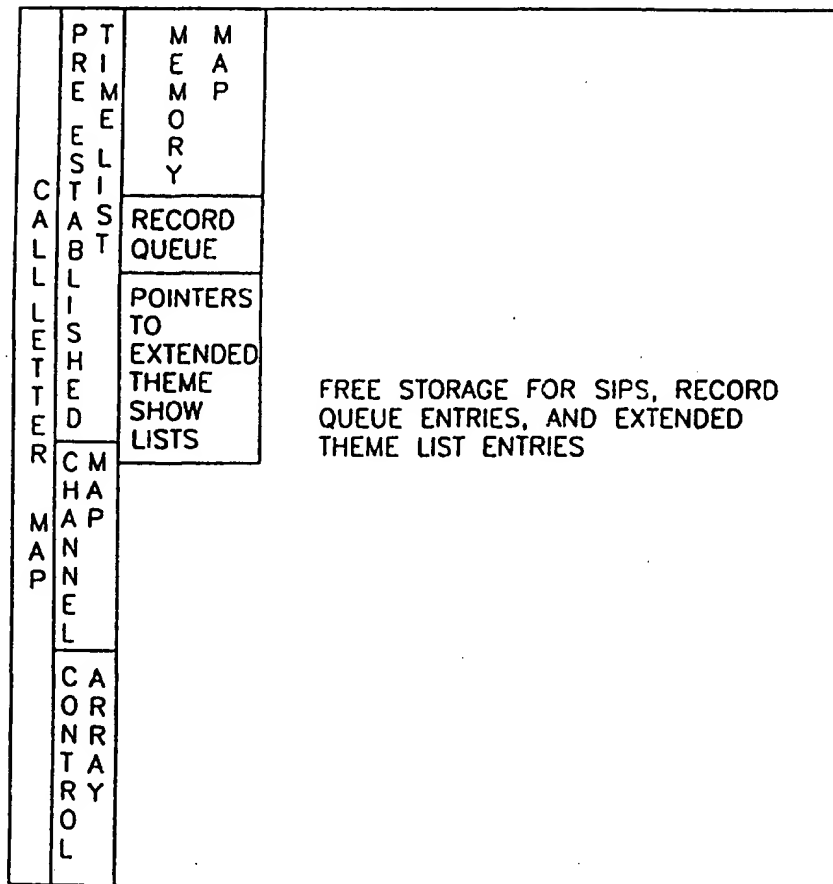 CALL LETTER MAP
PRE ESTABLISHED
TIME LIST
CHANNEL
MAP
CONTROL
ARRAY
MEMORY
MAP
RECORD
QUEUE
POINTERS
TO
EXTENDED
THEME
SHOW
LISTS
FREE STORAGE FOR SIPS, RECORD
QUEUE ENTRIES, AND EXTENDED
THEME LIST ENTRIES